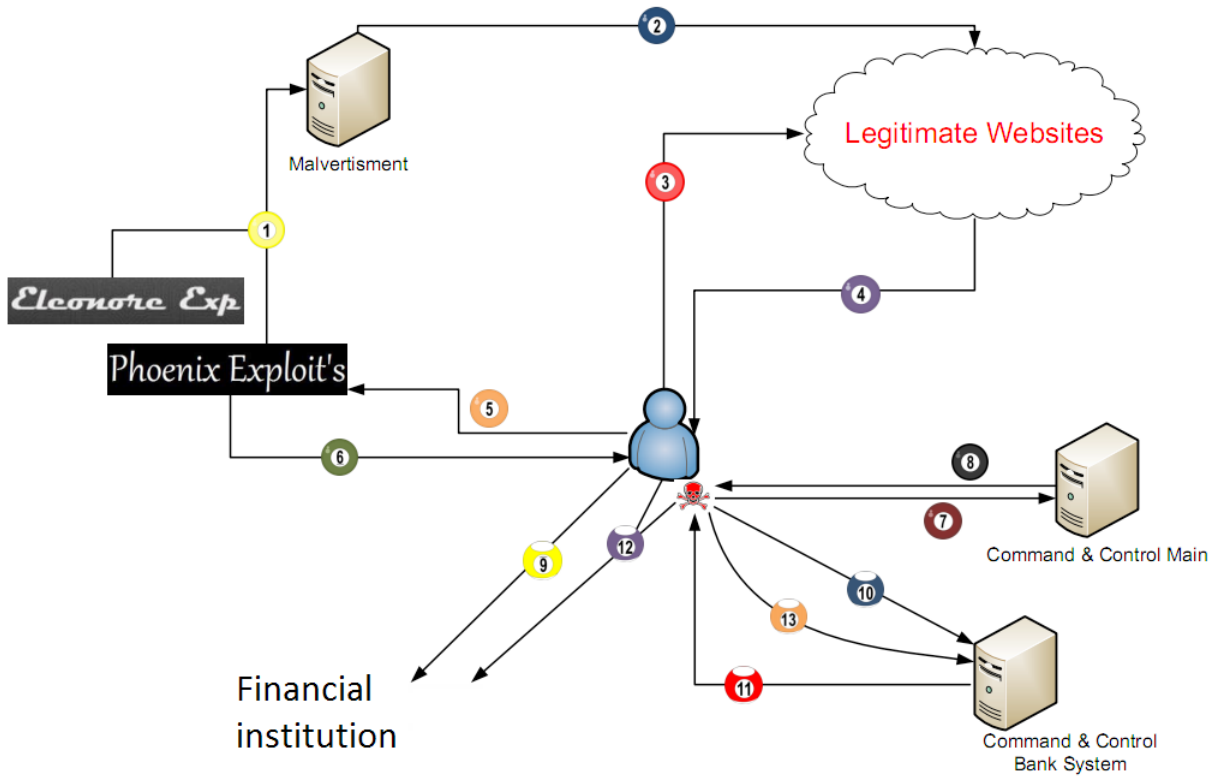 2
Legitimate Websites
Malvertisment
3
1
Eleonore Exp
4
Phoenix Exploit's
5
6
8
7
Command & Control Main
9
12
10
13
11
Financial
institution
Command & Control
Bank System